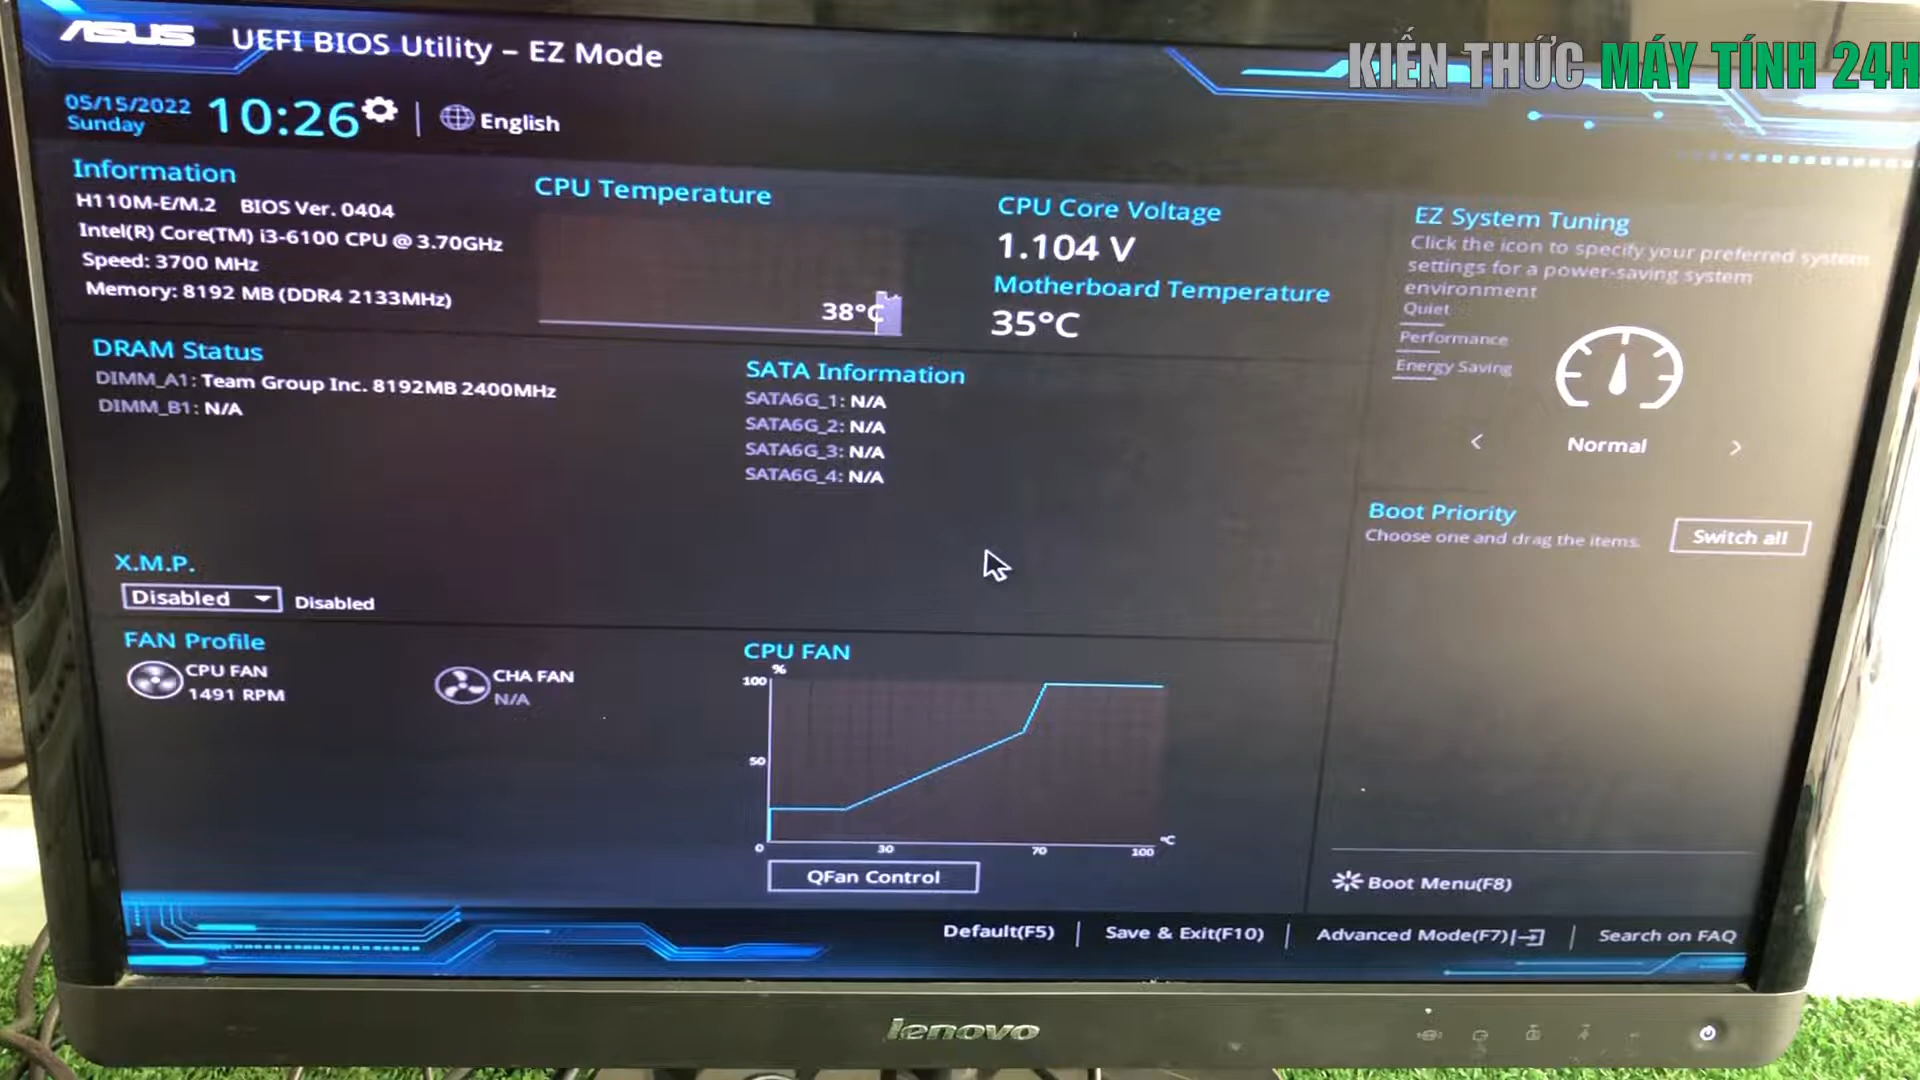 KIẾN THỨC MÁY TÍNH 24H
ASUS UEFI BIOS Utility – EZ Mode
05/15/2022
Sunday
10:26
English
Information
H110M-E/M.2 BIOS Ver. 0404
Intel(R) Core(TM) i3-6100 CPU @ 3.70GHz
Speed: 3700 MHz
Memory: 8192 MB (DDR4 2133MHz)
CPU Temperature
38°C
CPU Core Voltage
1.104 V
Motherboard Temperature
35°C
EZ System Tuning
Click the icon to specify your preferred system
settings for a power-saving system
environment
Quiet
Performance
Energy Saving
Normal
DRAM Status
DIMM_A1: Team Group Inc. 8192MB 2400MHz
DIMM_B1: N/A
SATA Information
SATA6G_1: N/A
SATA6G_2: N/A
SATA6G_3: N/A
SATA6G_4: N/A
Boot Priority
Choose one and drag the items.
Switch all
X.M.P.
Disabled Disabled
FAN Profile
CPU FAN
1491 RPM
CHA FAN
N/A
CPU FAN
%
100
50
0 30 70 100 °C
QFan Control
Boot Menu(F8)
Default(F5) | Save & Exit(F10) | Advanced Mode(F7)| | Search on FAQ
lenovo